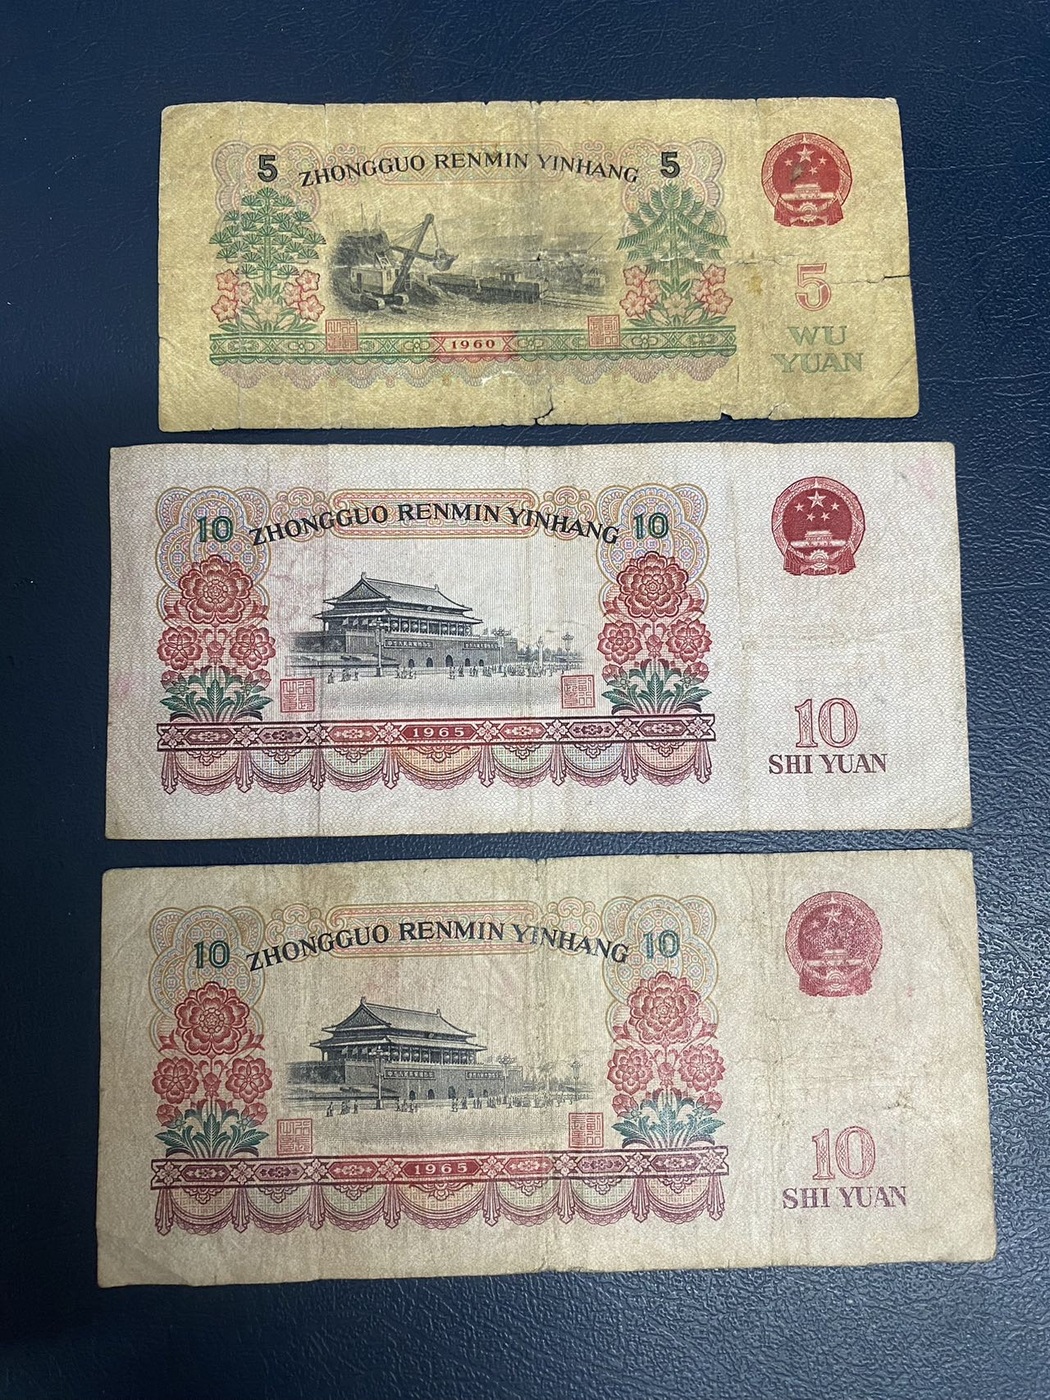 5 ZHONGGUO RENMIN YINHANG 5
5
WU
YUAN
1960
10 ZHONGGUO RENMIN YINHANG 10
1965
10
SHI YUAN
10 ZHONGGUO RENMIN YINHANG 10
1965
10
SHI YUAN